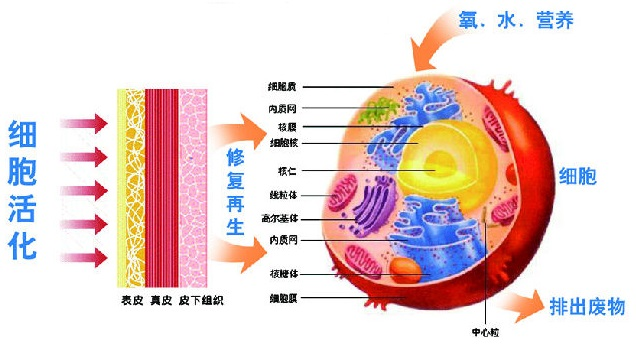 氧．水．营养
细胞活化
细胞质
内质网
核膜
细胞核
核仁
线粒体
高尔基体
内质网
核糖体
细胞膜
修复再生
细胞
表皮 真皮 皮下组织
排出废物
中心粒